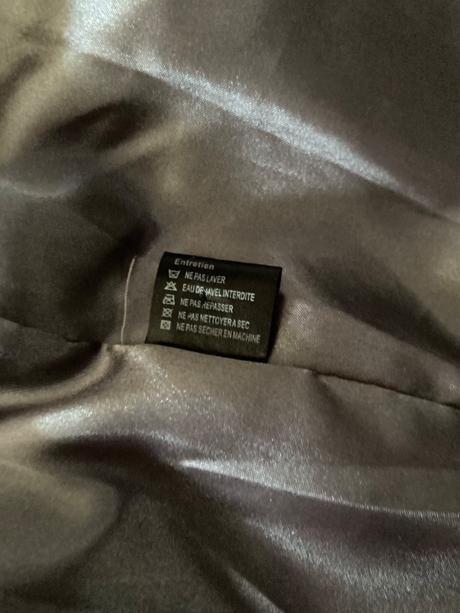 Entretien
NE PAS LAVER
EAU DE JAVEL INTERDITE
NE PAS REPASSER
NE PAS NETTOYER A SEC
NE PAS SECHER EN MACHINE